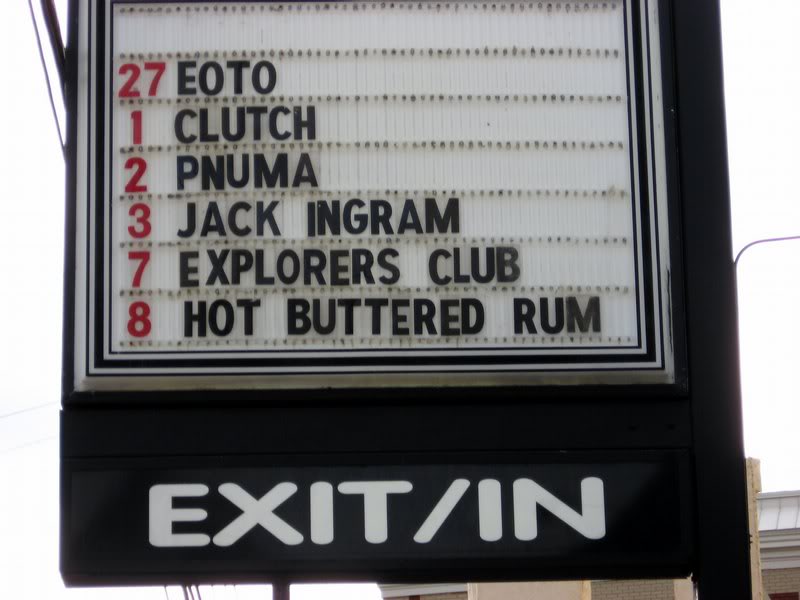 27 EOTO
1 CLUTCH
2 PNUMA
3 JACK INGRAM
7 EXPLORERS CLUB
8 HOT BUTTERED RUM
EXIT/IN